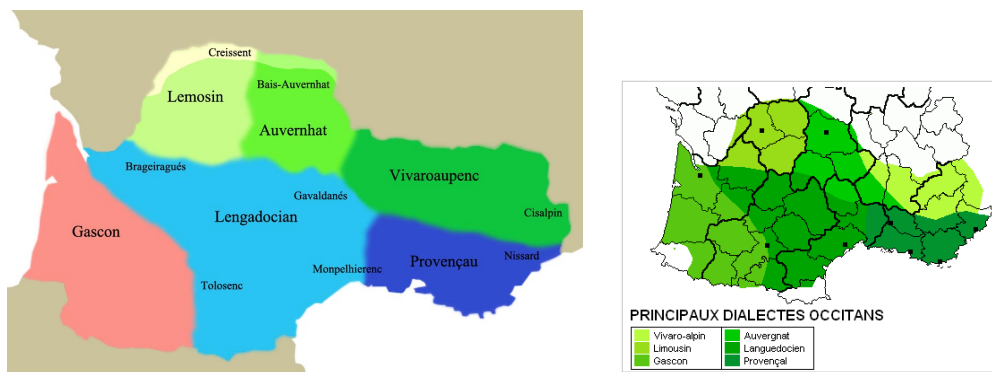 Creissent
Bais-Auvernhat
Lemosin
Auvernhat
Brageiragués
Vivaroaupenc
Gavaldanés
Lengadocian
Cisalpin
Gascon
Provençau
Nissard
Monpelhierenc
Tolosenc
PRINCIPAUX DIALECTES OCCITANS
Vivaro-alpin
Auvergnat
Limousin
Languedocien
Gascon
Provençal